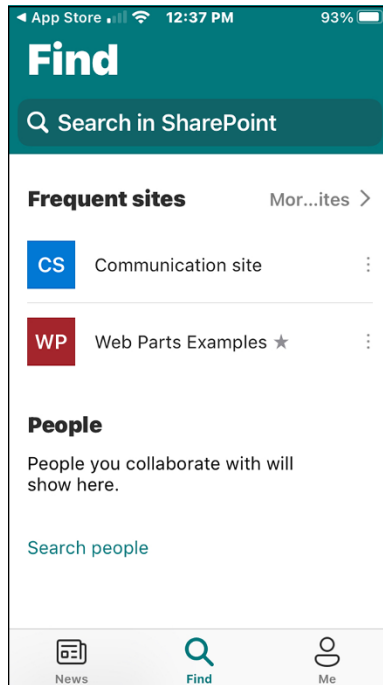 App Store 12:37 PM 93%
Find
Search in SharePoint
Frequent sites Mor...ites
CS Communication site
WP Web Parts Examples
People
People you collaborate with will
show here.
Search people
News Find Me